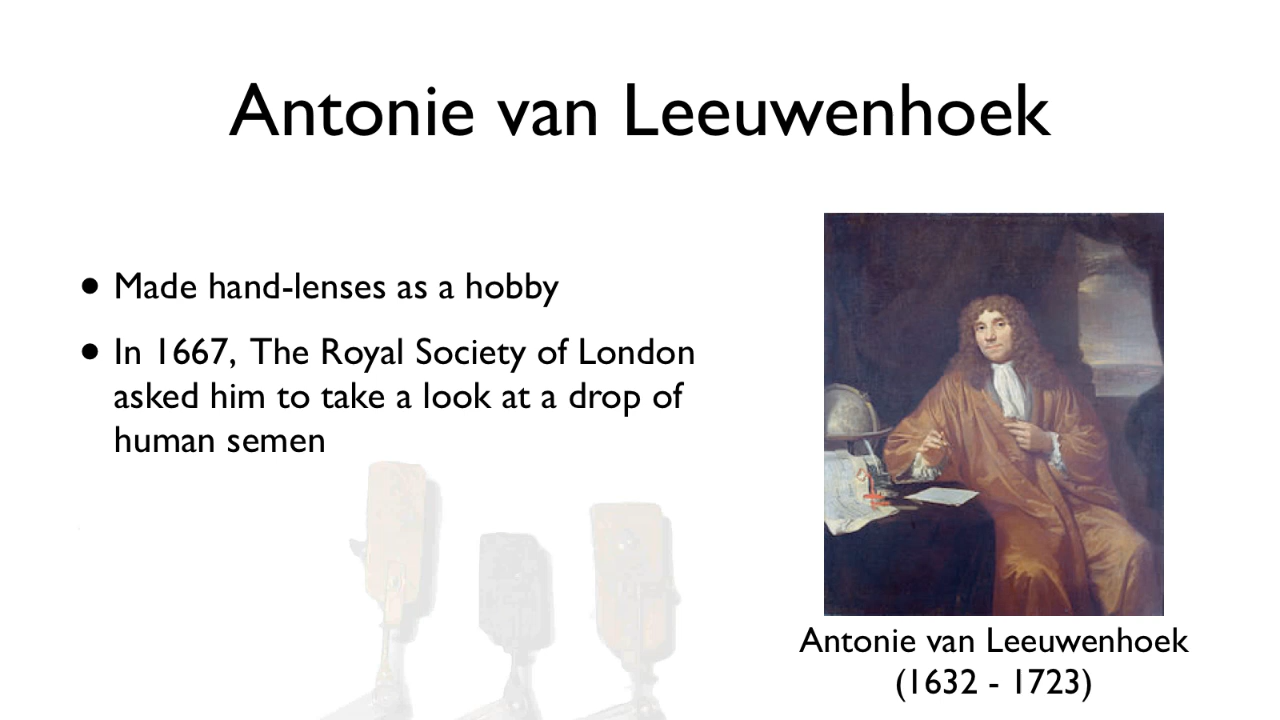 Antonie van Leeuwenhoek
• Made hand-lenses as a hobby
• In 1667, The Royal Society of London
asked him to take a look at a drop of
human semen
Antonie van Leeuwenhoek
(1632 - 1723)